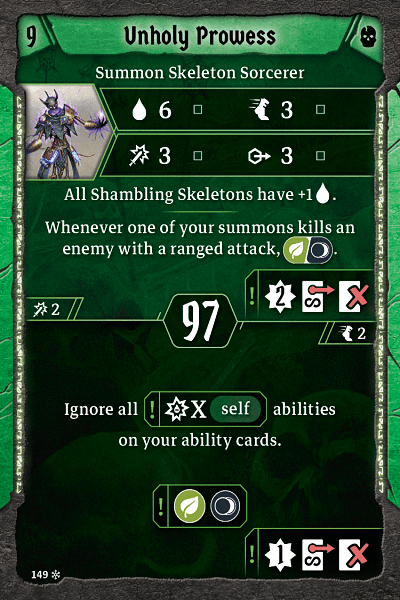 9 Unholy Prowess
Summon Skeleton Sorcerer
6 3
3 3
All Shambling Skeletons have +1 .
Whenever one of your summons kills an
enemy with a ranged attack, / .
! 2
2 97 2
Ignore all ! X self abilities
on your ability cards.
!
! 1
149